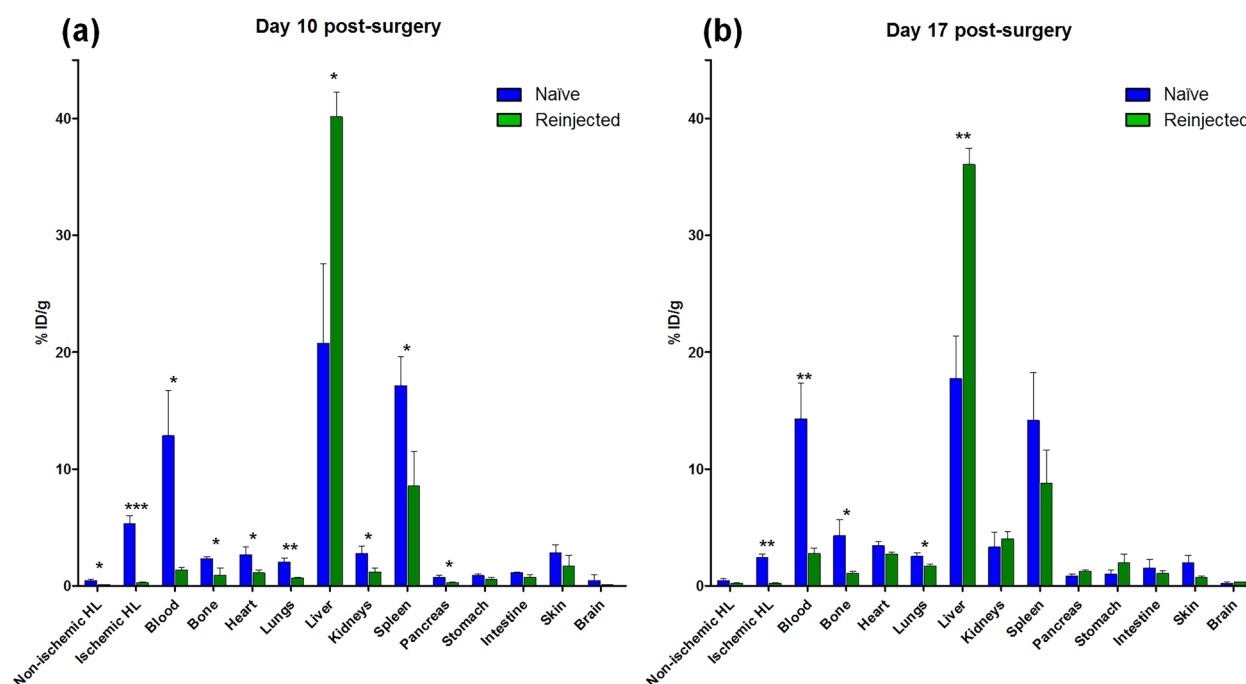 (a)
Day 10 post-surgery
% ID/g
40
30
20
10
0
Naïve
Reinjected
*
***
*
*
*
**
*
*
*
*
Non-ischemic HL
Ischemic HL
Blood
Bone
Heart
Lungs
Liver
Kidneys
Spleen
Pancreas
Stomach
Intestine
Skin
Brain
(b)
Day 17 post-surgery
% ID/g
40
30
20
10
0
Naïve
Reinjected
**
**
*
*
**
Non-ischemic HL
Ischemic HL
Blood
Bone
Heart
Lungs
Liver
Kidneys
Spleen
Pancreas
Stomach
Intestine
Skin
Brain